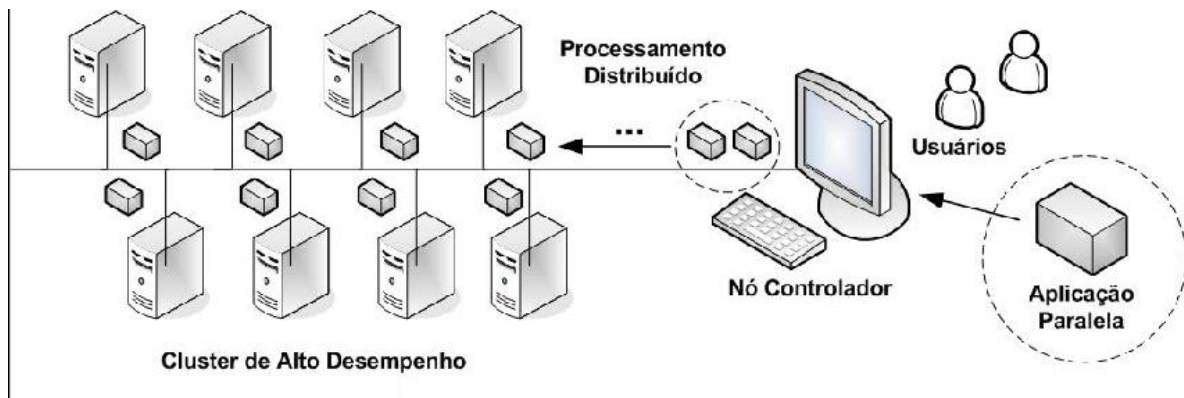 Processamento
Distribuído
...
Usuários
Nó Controlador
Aplicação
Paralela
Cluster de Alto Desempenho